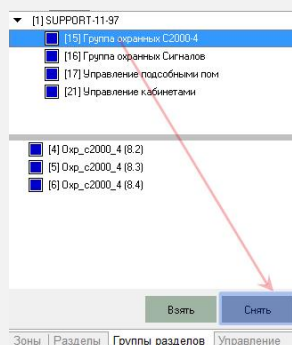 [1] SUPPORT-11-97
[15] Группа охранных С2000-4
[16] Группа охранных Сигналов
[17] Управление подсобными пом
[21] Управление кабинетами
[4] Охр_с2000_4 (8.2)
[5] Охр_с2000_4 (8.3)
[6] Охр_с2000_4 (8.4)
Взять Снять
Зоны Разделы Группы разделов Управление